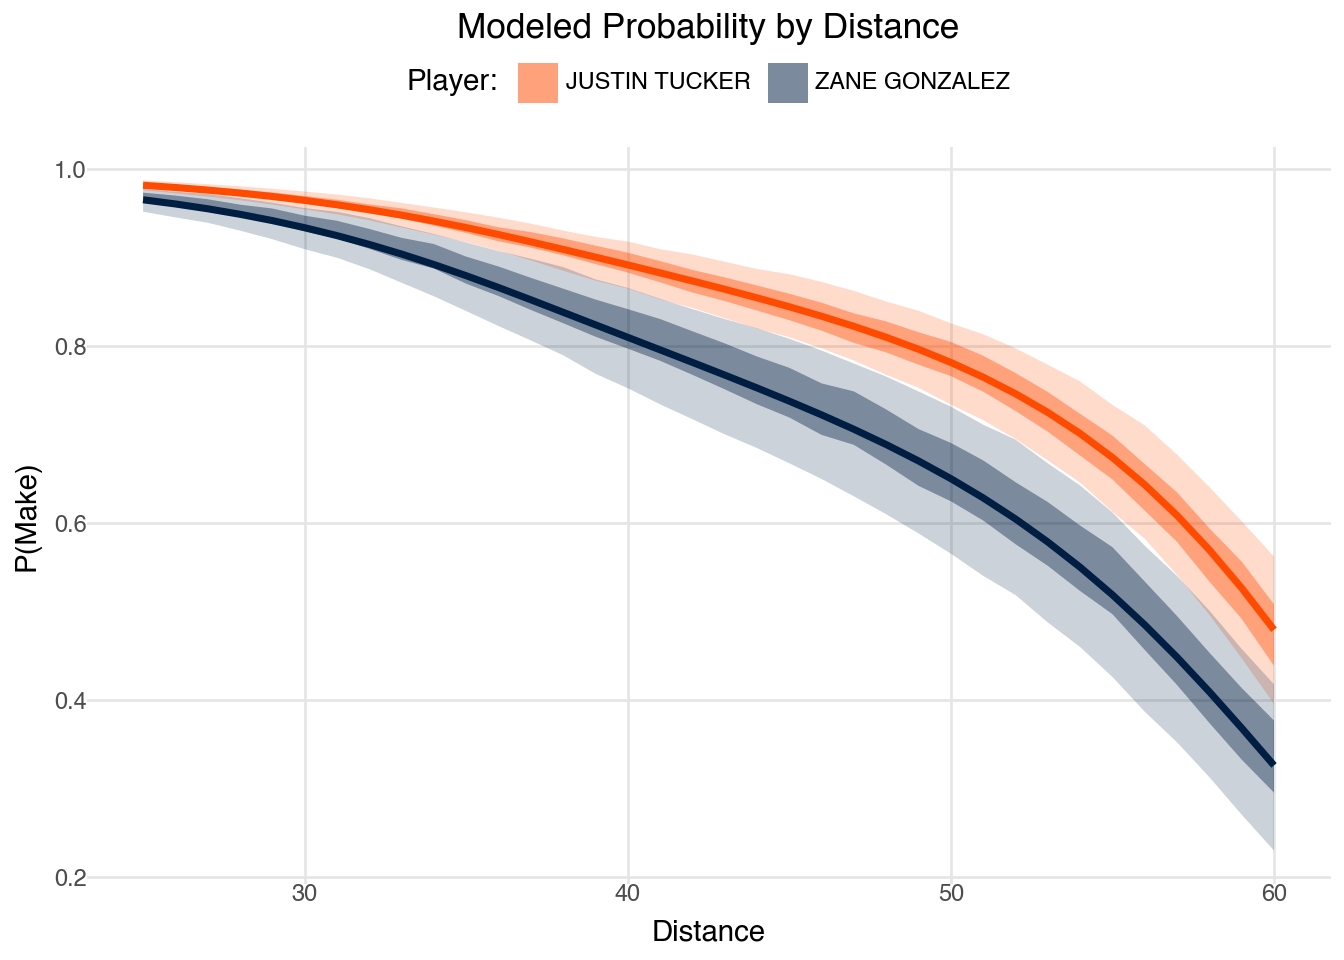 Modeled Probability by Distance
Player: JUSTIN TUCKER ZANE GONZALEZ
1.0
0.8
0.6
0.4
0.2
P(Make)
30 40 50 60
Distance